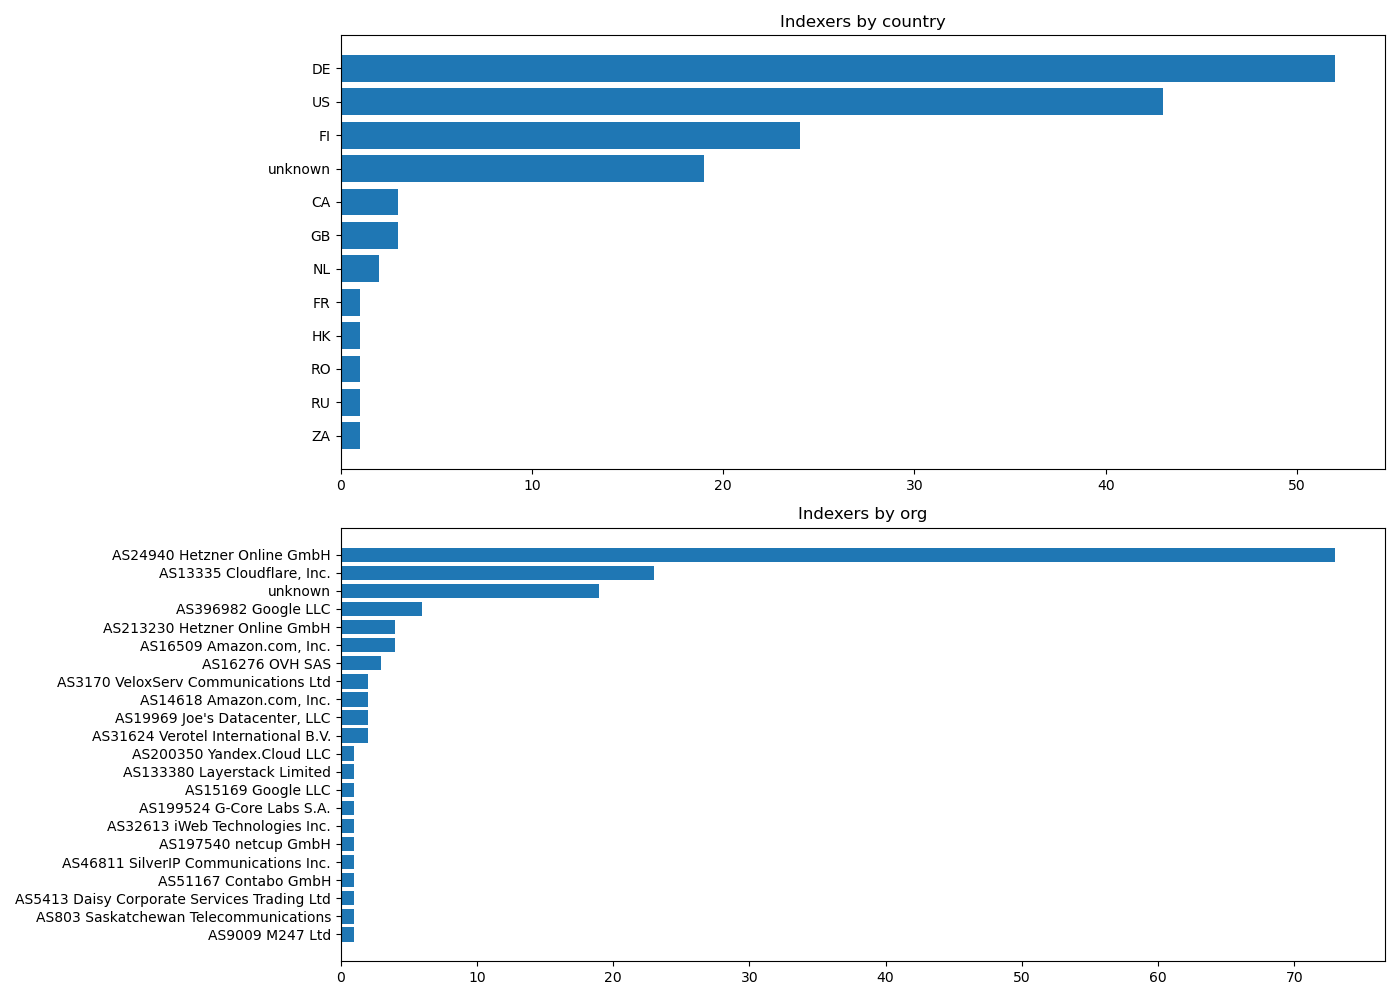 Indexers by country
DE
US
FI
unknown
CA
GB
NL
FR
HK
RO
RU
ZA
0 10 20 30 40 50
Indexers by org
AS24940 Hetzner Online GmbH
AS13335 Cloudflare, Inc.
unknown
AS396982 Google LLC
AS213230 Hetzner Online GmbH
AS16509 Amazon.com, Inc.
AS16276 OVH SAS
AS3170 VeloxServ Communications Ltd
AS14618 Amazon.com, Inc.
AS19969 Joe's Datacenter, LLC
AS31624 Verotel International B.V.
AS200350 Yandex.Cloud LLC
AS133380 Layerstack Limited
AS15169 Google LLC
AS199524 G-Core Labs S.A.
AS32613 iWeb Technologies Inc.
AS197540 netcup GmbH
AS46811 SilverIP Communications Inc.
AS51167 Contabo GmbH
AS5413 Daisy Corporate Services Trading Ltd
AS803 Saskatchewan Telecommunications
AS9009 M247 Ltd
0 10 20 30 40 50 60 70